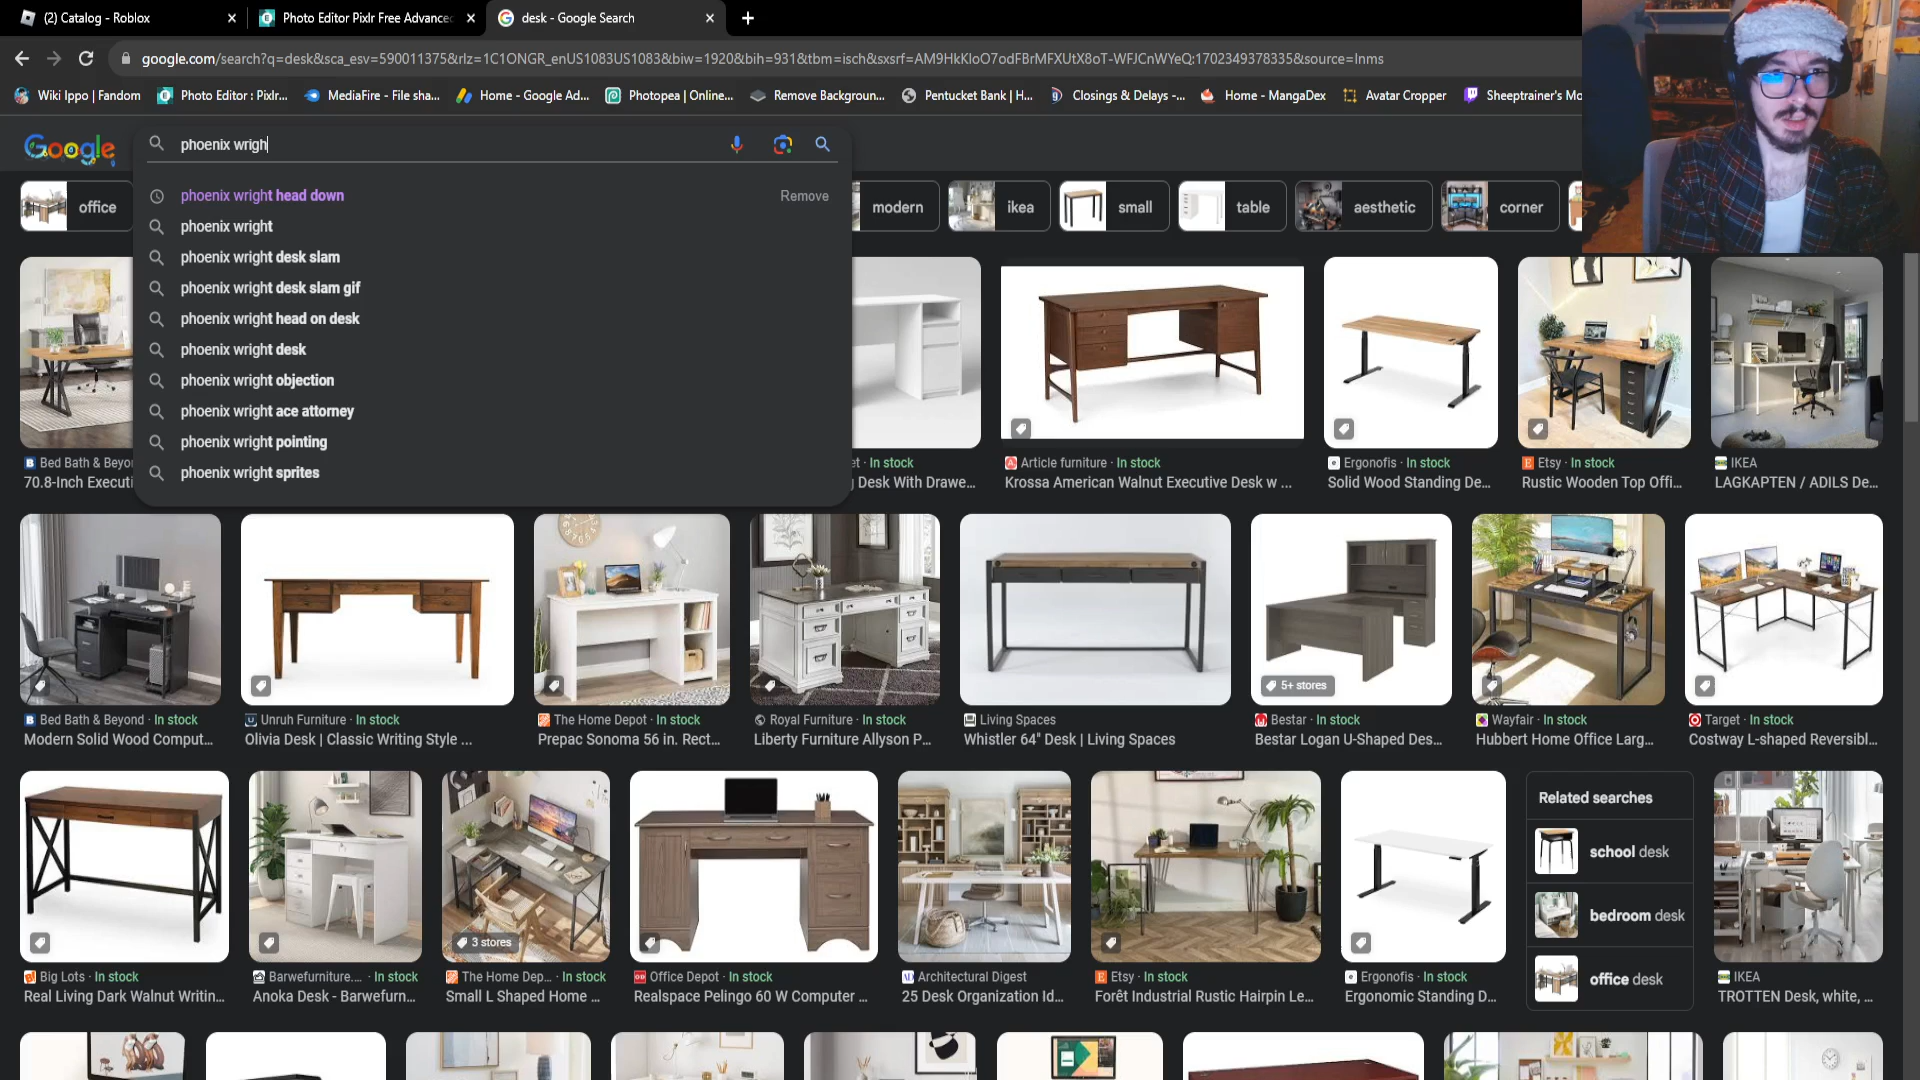 (2) Catalog - Roblox
Photo Editor Pixlr Free Advanced
desk - Google Search
google.com/search?q=desk&sca_esv=590011375&rlz=1C1ONGR_enUS1083US1083&biw=1920&bih=931&tbm=isch&sxsrf=AM9HkKloO7odFBrMFXUtX8oT-WFJCnWYeQ:1702349378335&source=lnms
Wiki Ippo | Fandom
Photo Editor : Pixlr...
MediaFire - File sha...
Home - Google Ad...
Photopea | Online...
Remove Backgroun...
Pentucket Bank | H...
Closings & Delays -...
Home - MangaDex
Avatar Cropper
Sheeptrainer's Mo
Google
phoenix wrigh
phoenix wright head down
Remove
phoenix wright
phoenix wright desk slam
phoenix wright desk slam gif
phoenix wright head on desk
phoenix wright desk
phoenix wright objection
phoenix wright ace attorney
phoenix wright pointing
phoenix wright sprites
office
modern
ikea
small
table
aesthetic
corner
Bed Bath & Beyon
70.8-Inch Executi
et · In stock
g Desk With Drawe...
Article furniture · In stock
Krossa American Walnut Executive Desk w ...
Ergonofis · In stock
Solid Wood Standing De...
Etsy · In stock
Rustic Wooden Top Offi...
IKEA
LAGKAPTEN / ADILS De...
5+ stores
Bed Bath & Beyond · In stock
Modern Solid Wood Comput...
Unruh Furniture · In stock
Olivia Desk | Classic Writing Style ...
The Home Depot · In stock
Prepac Sonoma 56 in. Rect...
Royal Furniture · In stock
Liberty Furniture Allyson P...
Living Spaces
Whistler 64" Desk | Living Spaces
Bestar · In stock
Bestar Logan U-Shaped Des...
Wayfair · In stock
Hubbert Home Office Larg...
Target · In stock
Costway L-shaped Reversibl...
3 stores
Related searches
school desk
bedroom desk
office desk
Big Lots · In stock
Real Living Dark Walnut Writin...
Barwefurniture.... · In stock
Anoka Desk - Barwefurn...
The Home Dep... · In stock
Small L Shaped Home ...
Office Depot · In stock
Realspace Pelingo 60 W Computer ...
Architectural Digest
25 Desk Organization Id...
Etsy · In stock
Forêt Industrial Rustic Hairpin Le...
Ergonofis · In stock
Ergonomic Standing D...
IKEA
TROTTEN Desk, white, ...